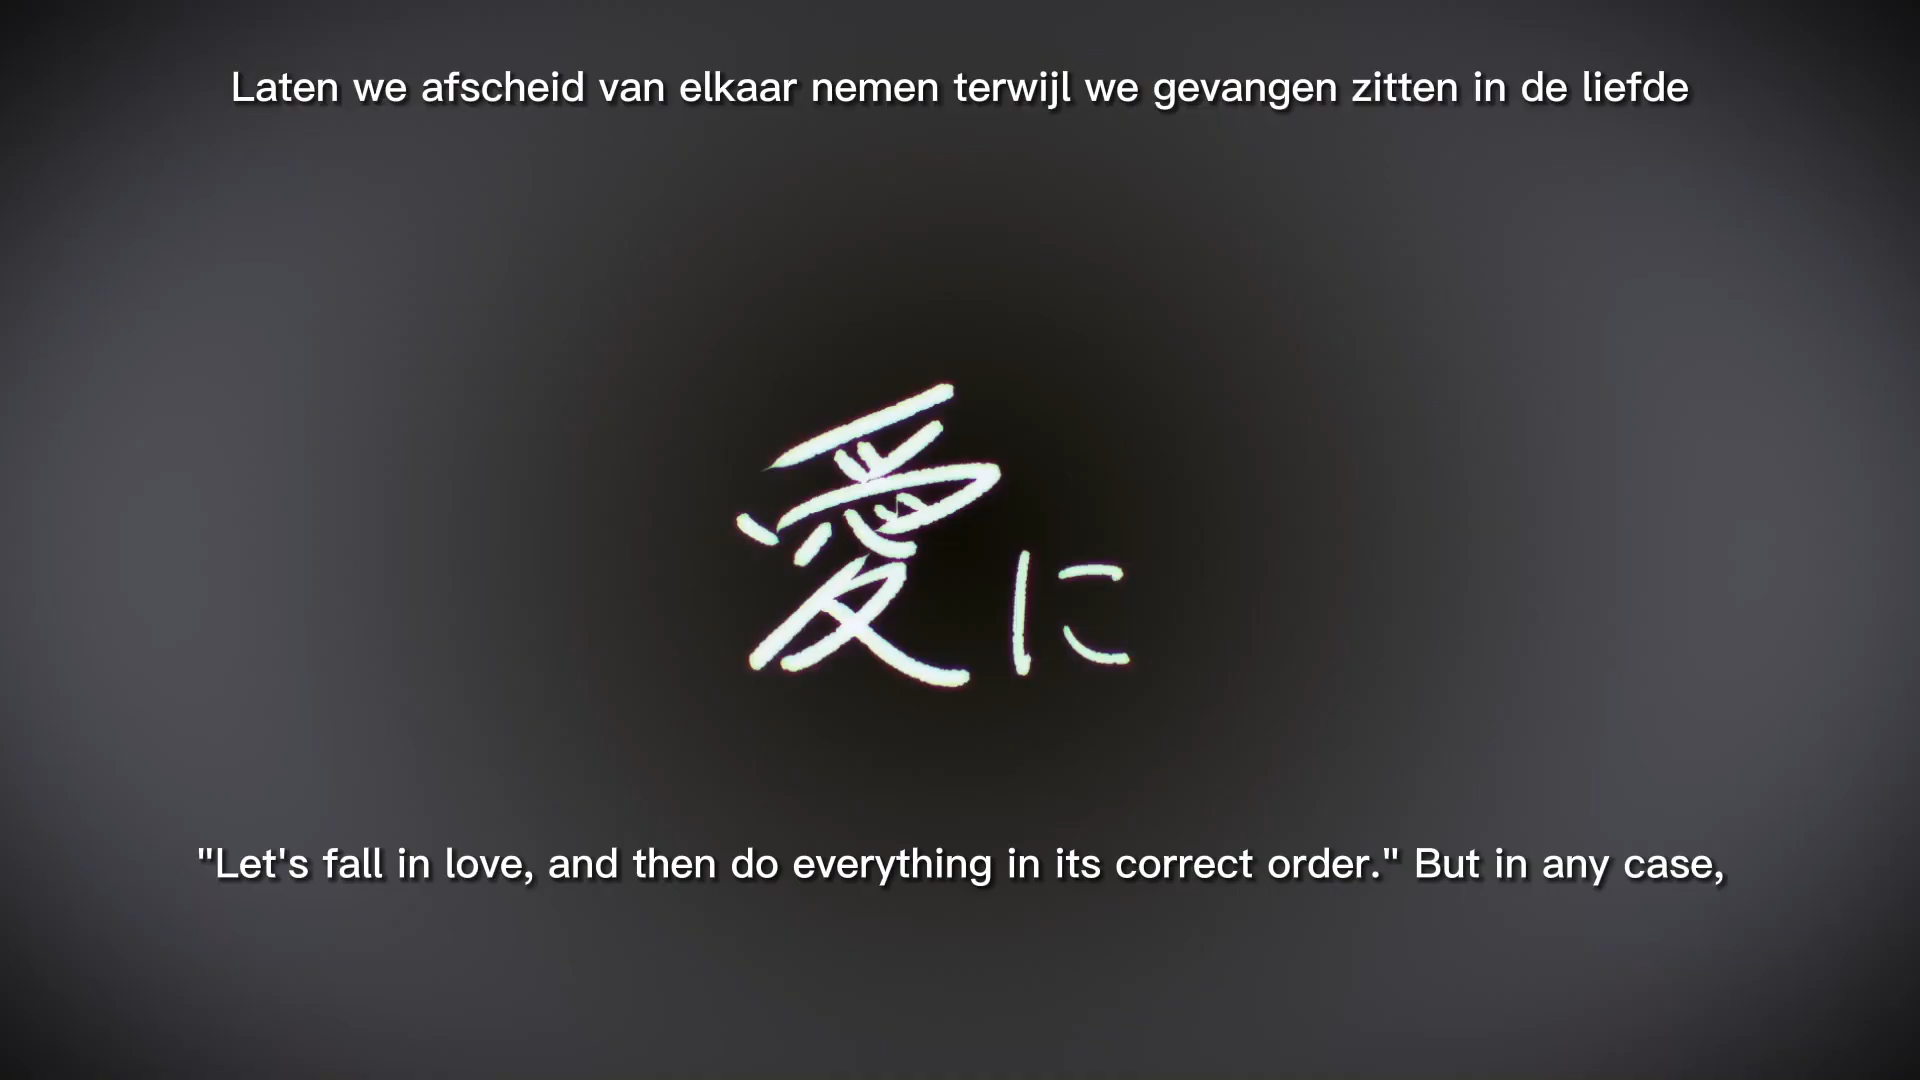 Laten we afscheid van elkaar nemen terwijl we gevangen zitten in de liefde
愛に
"Let's fall in love, and then do everything in its correct order." But in any case,